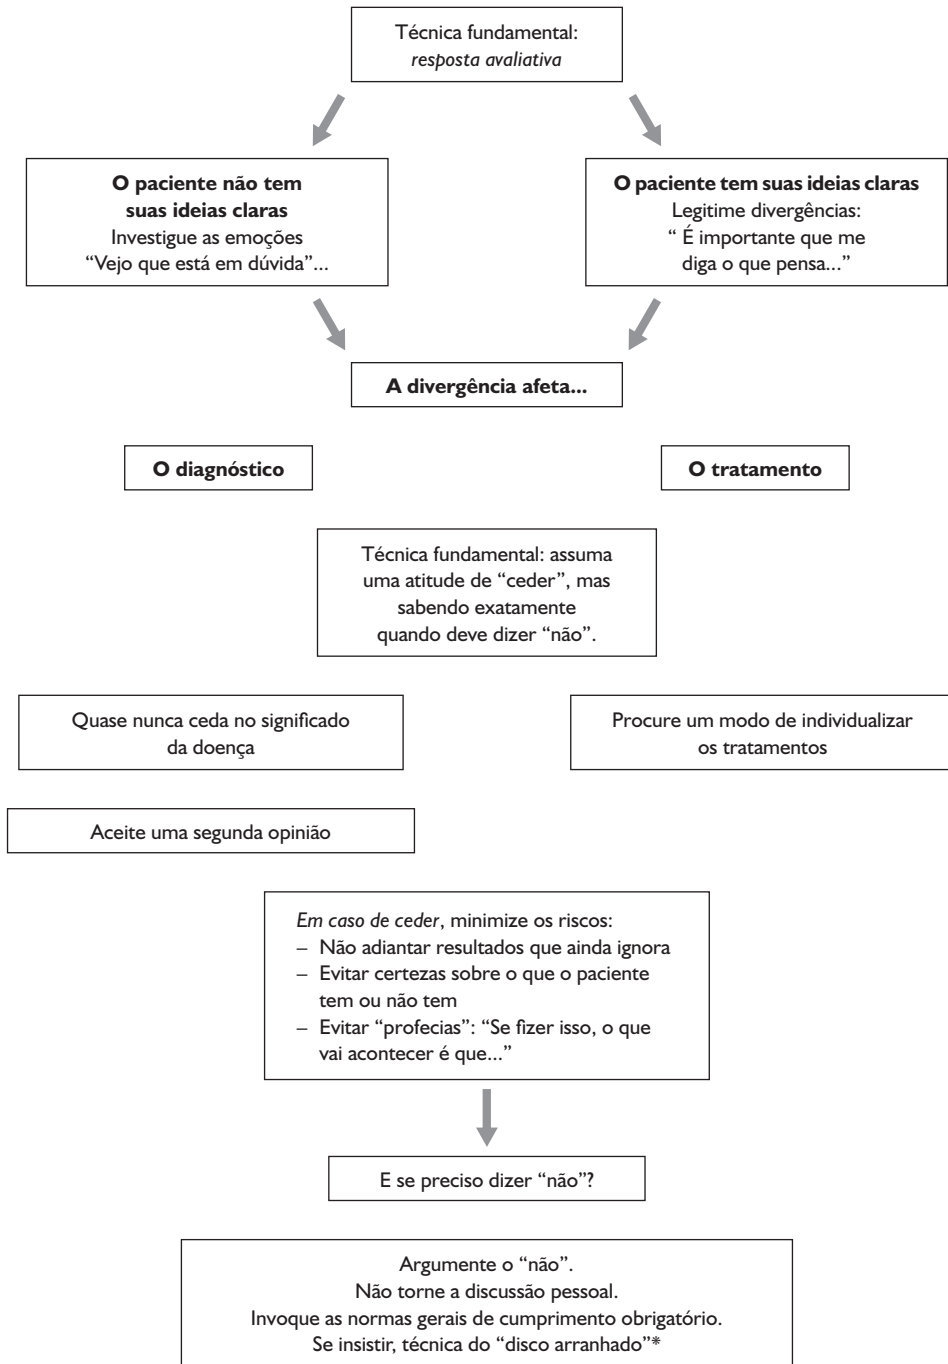 Técnica fundamental:
resposta avaliativa
O paciente não tem
suas ideias claras
Investigue as emoções
“Vejo que está em dúvida”...
O paciente tem suas ideias claras
Legitime divergências:
“ É importante que me
diga o que pensa...”
A divergência afeta...
O diagnóstico
O tratamento
Técnica fundamental: assuma
uma atitude de “ceder”, mas
sabendo exatamente
quando deve dizer “não”.
Quase nunca ceda no significado
da doença
Procure um modo de individualizar
os tratamentos
Aceite uma segunda opinião
Em caso de ceder, minimize os riscos:
– Não adiantar resultados que ainda ignora
– Evitar certezas sobre o que o paciente
tem ou não tem
– Evitar “profecias”: “Se fizer isso, o que
vai acontecer é que...”
E se preciso dizer “não”?
Argumente o “não”.
Não torne a discussão pessoal.
Invoque as normas gerais de cumprimento obrigatório.
Se insistir, técnica do “disco arranhado”*